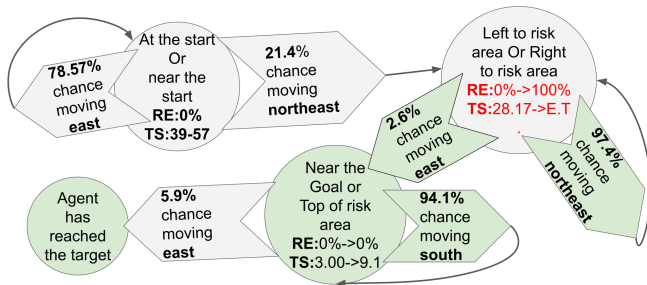 78.57%
chance
moving
east
At the start
Or
near the
start
RE:0%
TS:39-57
21.4%
chance
moving
northeast
Left to risk
area Or Right
to risk area
RE:0%->100%
TS:28.17->E.T
.
2.6%
chance
moving
east
97.4%
chance
moving
northeast
Agent
has
reached
the target
5.9%
chance
moving
east
Near the
Goal or
Top of risk
area
RE:0%->0%
TS:3.00->9.1
94.1%
chance
moving
south